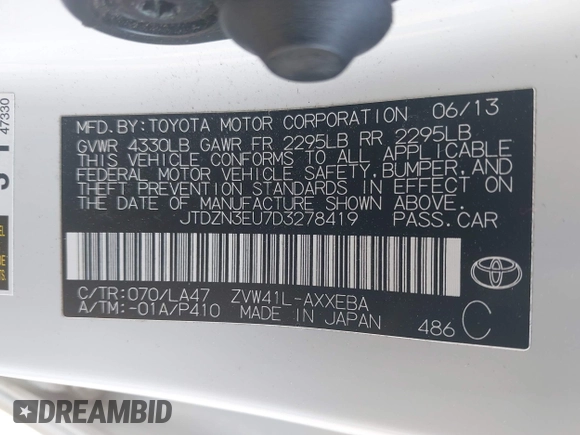 MFD.BY:TOYOTA MOTOR CORPORATION 06/13
GVWR 4330LB GAWR FR 2295LB RR 2295LB
THIS VEHICLE CONFORMS TO ALL APPLICABLE
FEDERAL MOTOR VEHICLE SAFETY,BUMPER,AND
THEFT PREVENTION STANDARDS IN EFFECT ON
THE DATE OF MANUFACTURE SHOWN ABOVE.
JTDZN3EU7D3278419 PASS.CAR
C/TR:070/LA47 ZVW41L-AXXEBA
A/TM:-01A/P410 MADE IN JAPAN
486 C
TOYOTA
47330
DREAMBID